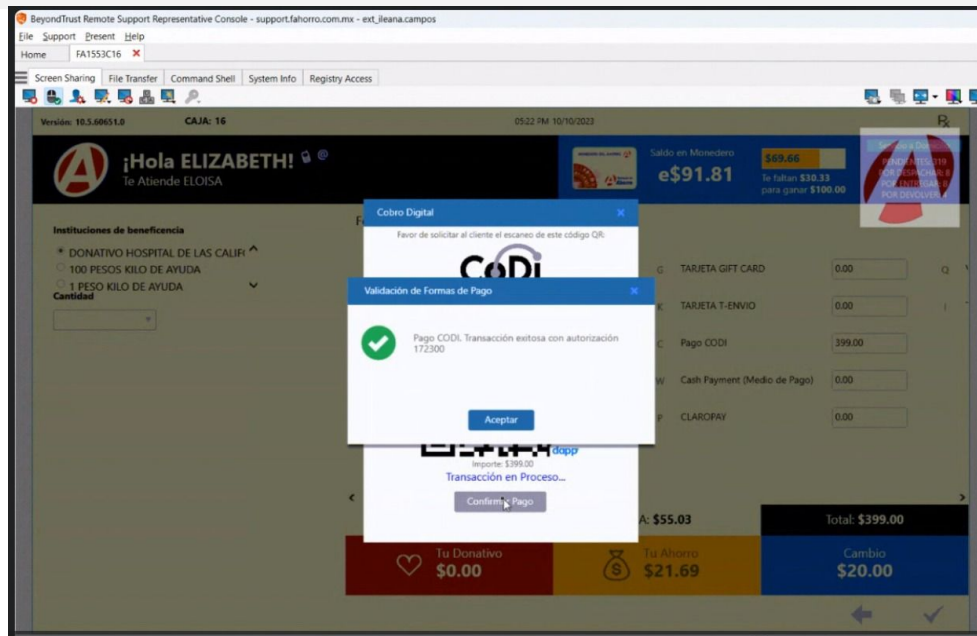 BeyondTrust Remote Support Representative Console - support.fahorro.com.mx - ext_ileana.campos
File Support Present Help
Home FA1553C16
Screen Sharing File Transfer Command Shell System Info Registry Access
Versión: 10.5.60651.0 CAJA: 16 05:22 PM 10/10/2023
¡Hola ELIZABETH!
Te Atiende ELOISA
Saldo en Monedero
e$91.81
$69.66
Te faltan $30.33
para ganar $100.00
PENDIENTES: 319
POR DESPACHAR: 8
POR ENTREGAR: 8
POR DEVOLVER: 4
Instituciones de beneficencia
DONATIVO HOSPITAL DE LAS CALIFO
100 PESOS KILO DE AYUDA
1 PESO KILO DE AYUDA
Cantidad
Cobro Digital
Favor de solicitar al cliente el escaneo de este código QR:
CoDi
Validación de Formas de Pago
Pago CODI. Transacción exitosa con autorización
172300
Aceptar
dapp
Importe: $399.00
Transacción en Proceso...
Confirmar Pago
G TARJETA GIFT CARD 0.00 Q
K TARJETA T-ENVIO 0.00 I
C Pago CODI 399.00
W Cash Payment (Medio de Pago) 0.00
P CLAROPAY 0.00
A: $55.03 Total: $399.00
Tu Donativo
$0.00
Tu Ahorro
$21.69
Cambio
$20.00